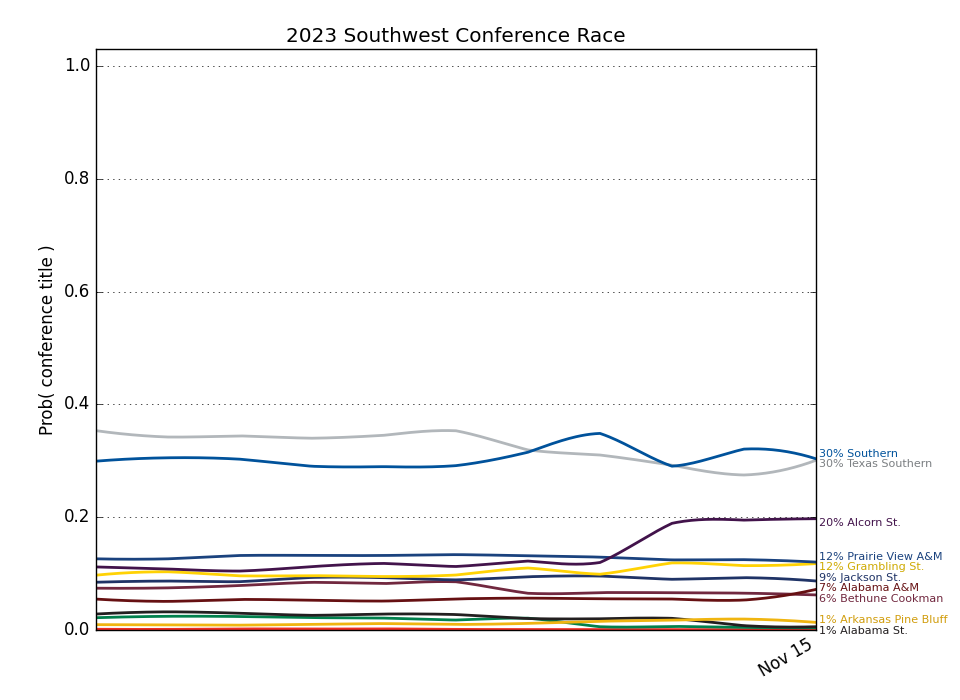 2023 Southwest Conference Race
1.0
0.8
0.6
0.4
0.2
0.0
Prob( conference title )
30% Southern
30% Texas Southern
20% Alcorn St.
12% Prairie View A&M
12% Grambling St.
9% Jackson St.
7% Alabama A&M
6% Bethune Cookman
1% Arkansas Pine Bluff
1% Alabama St.
Nov 15